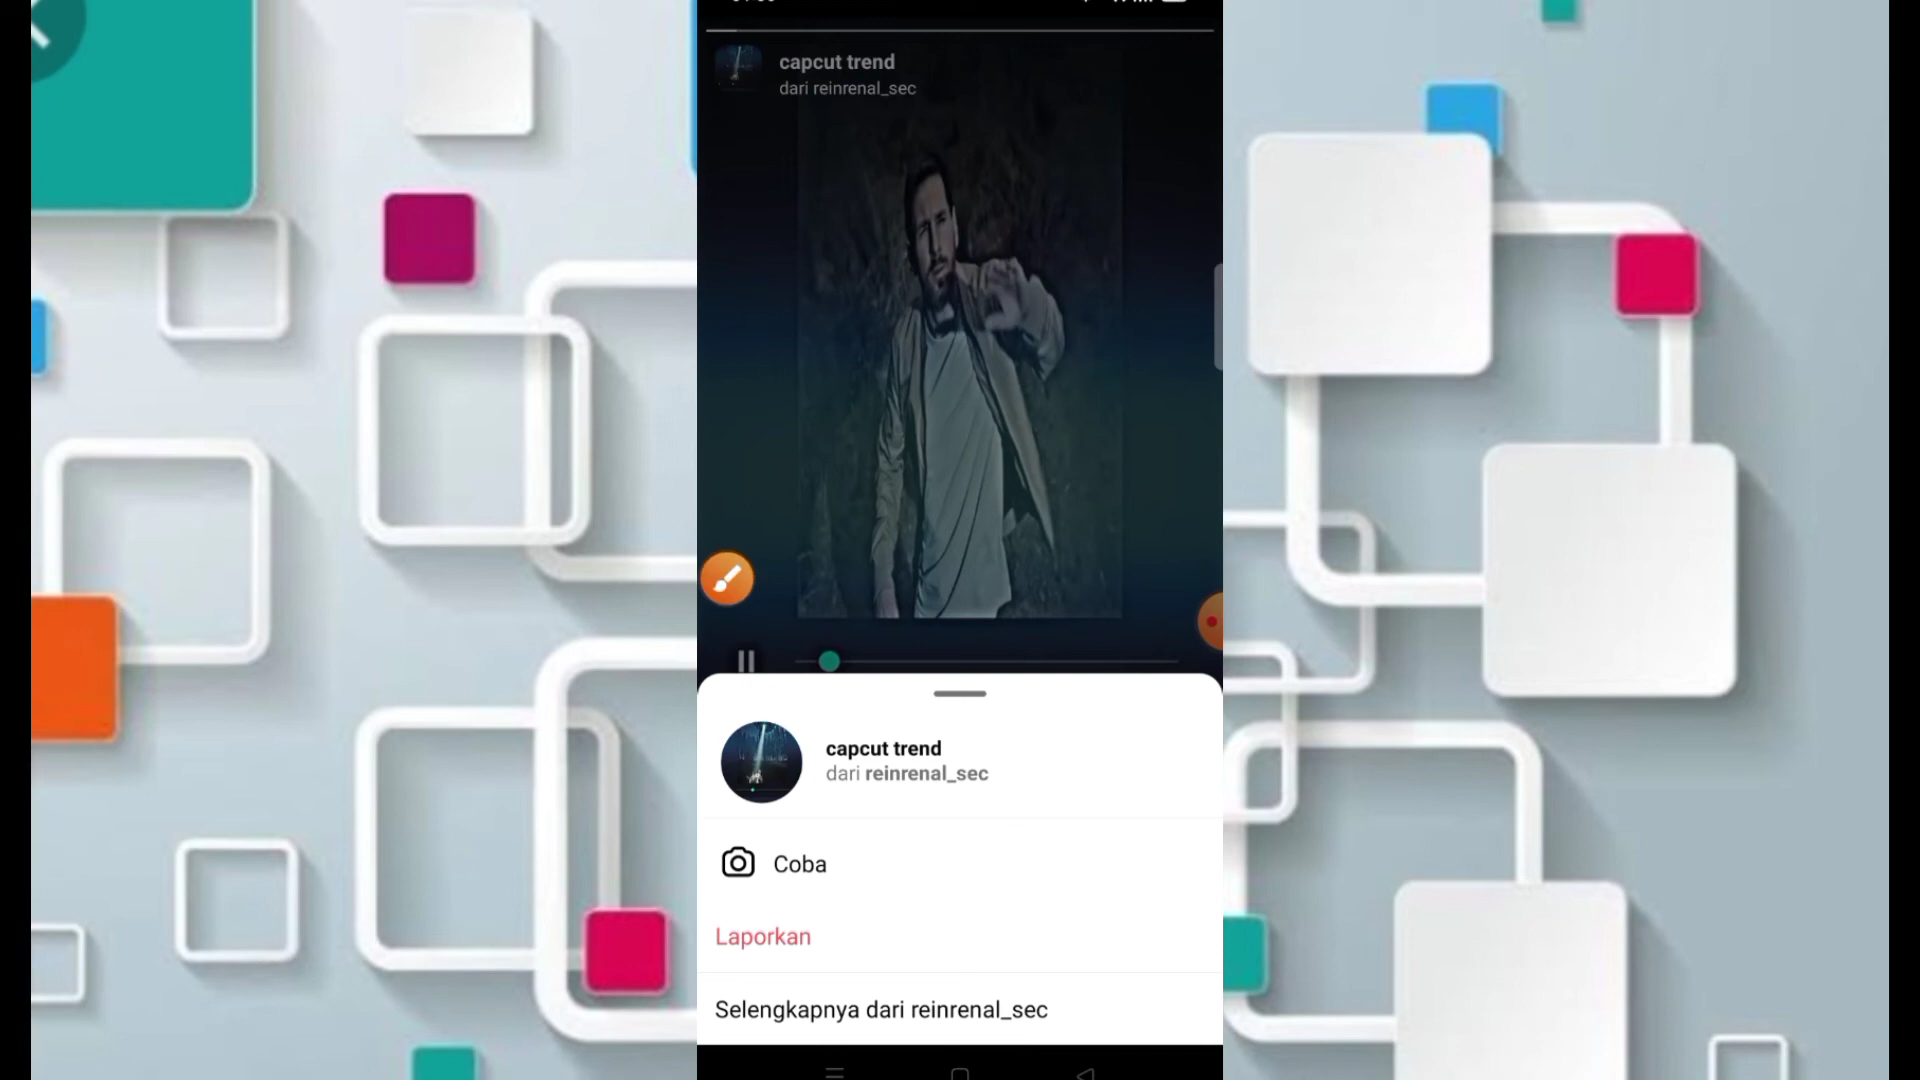 capcut trend
dari reinrenal_sec
capcut trend
dari reinrenal_sec
Coba
Laporkan
Selengkapnya dari reinrenal_sec